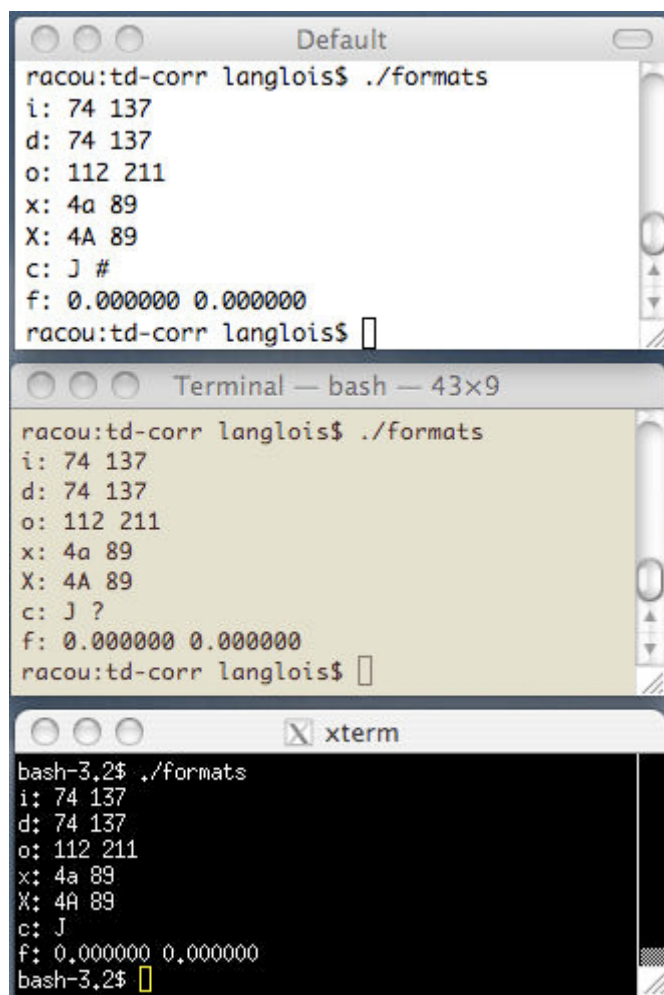 Default
racou:td-corr langlois$ ./formats
i: 74 137
d: 74 137
o: 112 211
x: 4a 89
X: 4A 89
c: J #
f: 0.000000 0.000000
racou:td-corr langlois$
Terminal — bash — 43×9
racou:td-corr langlois$ ./formats
i: 74 137
d: 74 137
o: 112 211
x: 4a 89
X: 4A 89
c: J ?
f: 0.000000 0.000000
racou:td-corr langlois$
X xterm
bash-3.2$ ./formats
i: 74 137
d: 74 137
o: 112 211
x: 4a 89
X: 4A 89
c: J
f: 0.000000 0.000000
bash-3.2$